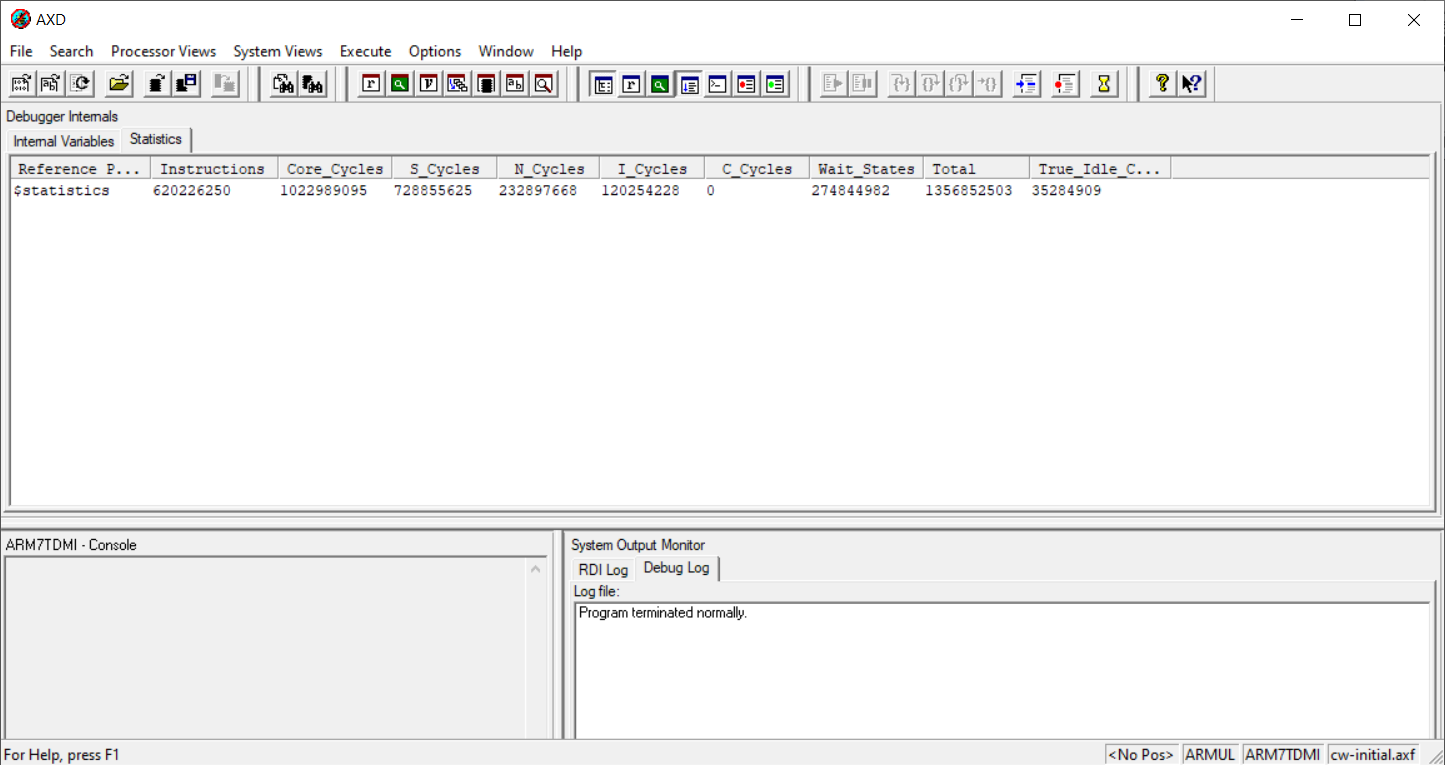 AXD
File Search Processor Views System Views Execute Options Window Help
Debugger Internals
Internal Variables Statistics
Reference P... Instructions Core_Cycles S_Cycles N_Cycles I_Cycles C_Cycles Wait_States Total True_Idle_C...
$statistics 620226250 1022989095 728855625 232897668 120254228 0 274844982 1356852503 35284909
ARM7TDMI - Console
System Output Monitor
RDI Log Debug Log
Log file:
Program terminated normally.
For Help, press F1 <No Pos> ARMUL ARM7TDMI cw-initial.axf